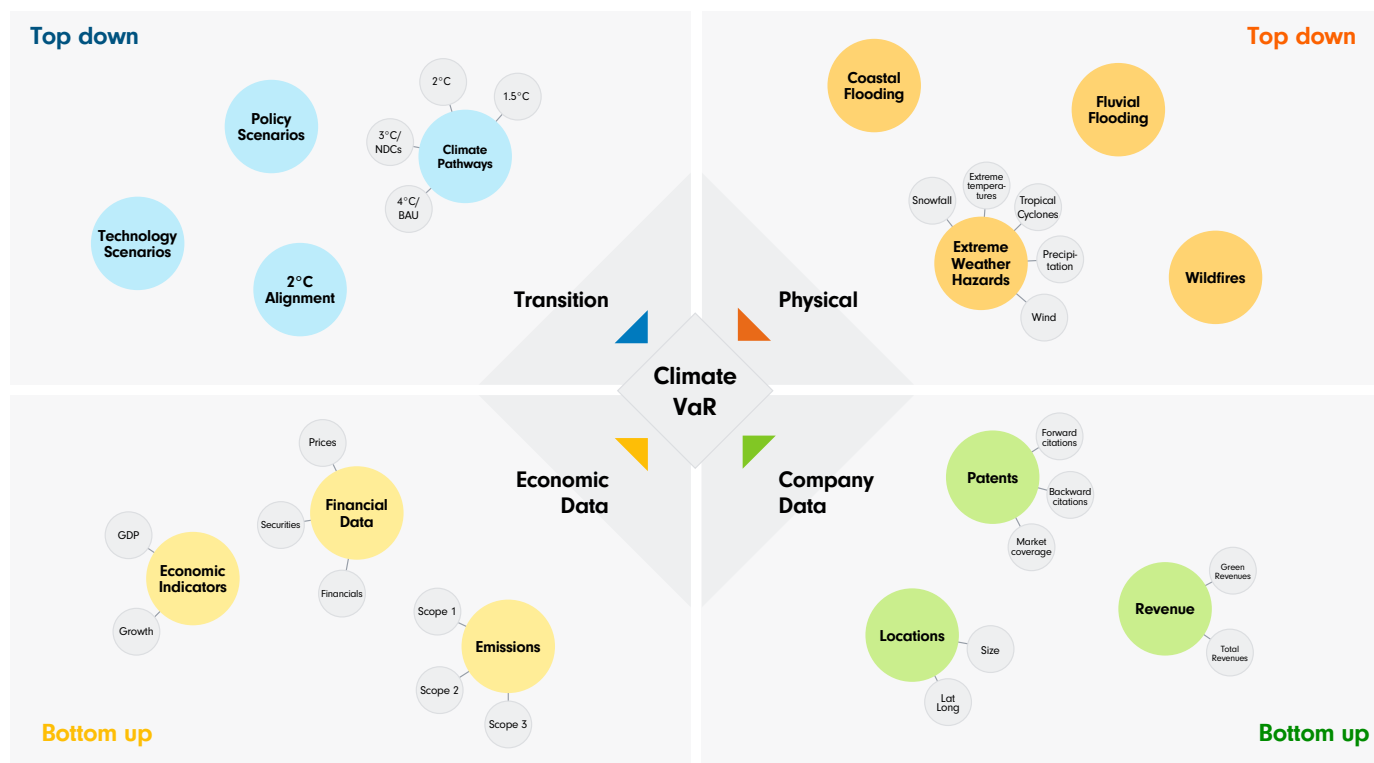 Top down
Policy
Scenarios
2°C
1.5°C
3°C/
NDCs
Climate
Pathways
4°C/
BAU
Technology
Scenarios
2°C
Alignment
Transition
Top down
Coastal
Flooding
Fluvial
Flooding
Snowfall
Extreme
tempera-
tures
Tropical
Cyclones
Extreme
Weather
Hazards
Precipi-
tation
Wind
Wildfires
Physical
Climate
VaR
Economic
Data
Prices
Financial
Data
Securities
Financials
GDP
Economic
Indicators
Growth
Scope 1
Emissions
Scope 2
Scope 3
Bottom up
Company
Data
Patents
Forward
citations
Backward
citations
Market
coverage
Green
Revenues
Revenue
Total
Revenues
Locations
Size
Lat
Long
Bottom up